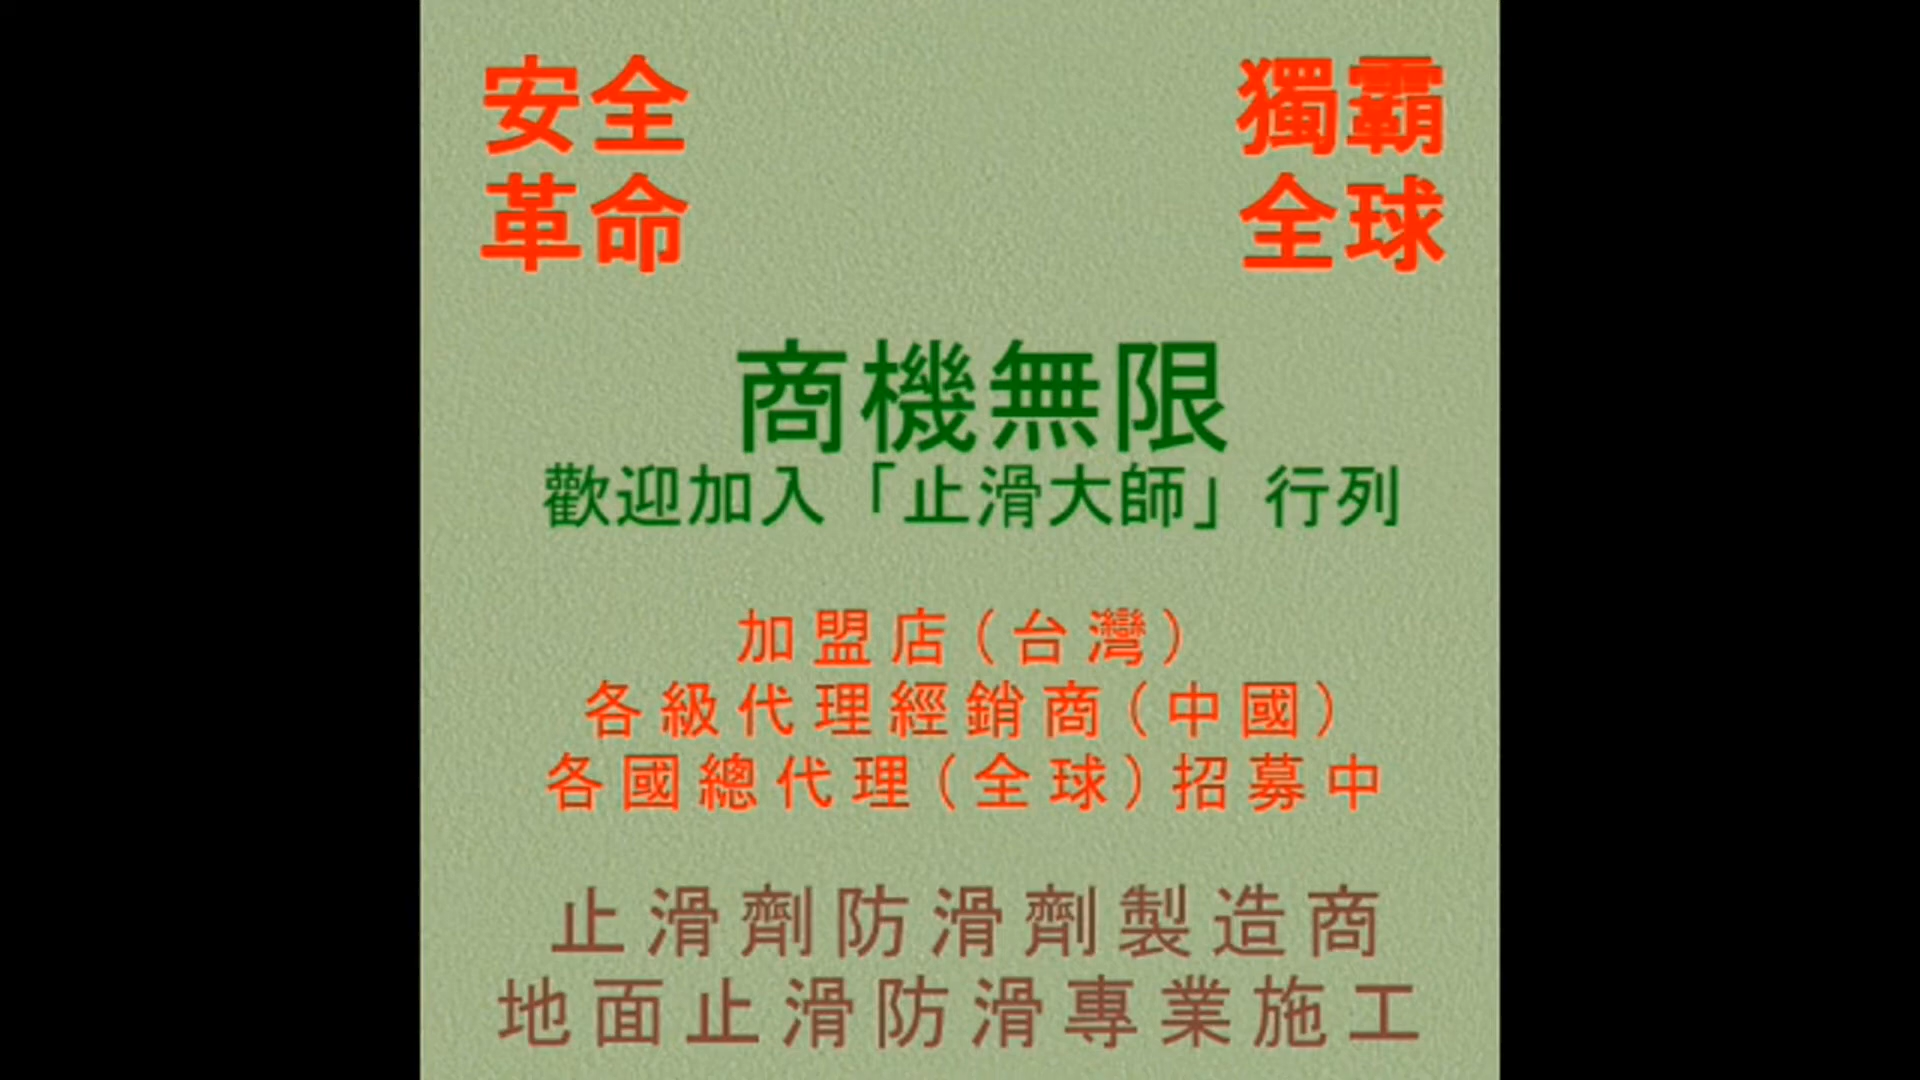 安全 獨霸
革命 全球
商機無限
歡迎加入「止滑大師」行列
加盟店(台灣)
各級代理經銷商(中國)
各國總代理(全球)招募中
止滑劑防滑劑製造商
地面止滑防滑專業施工